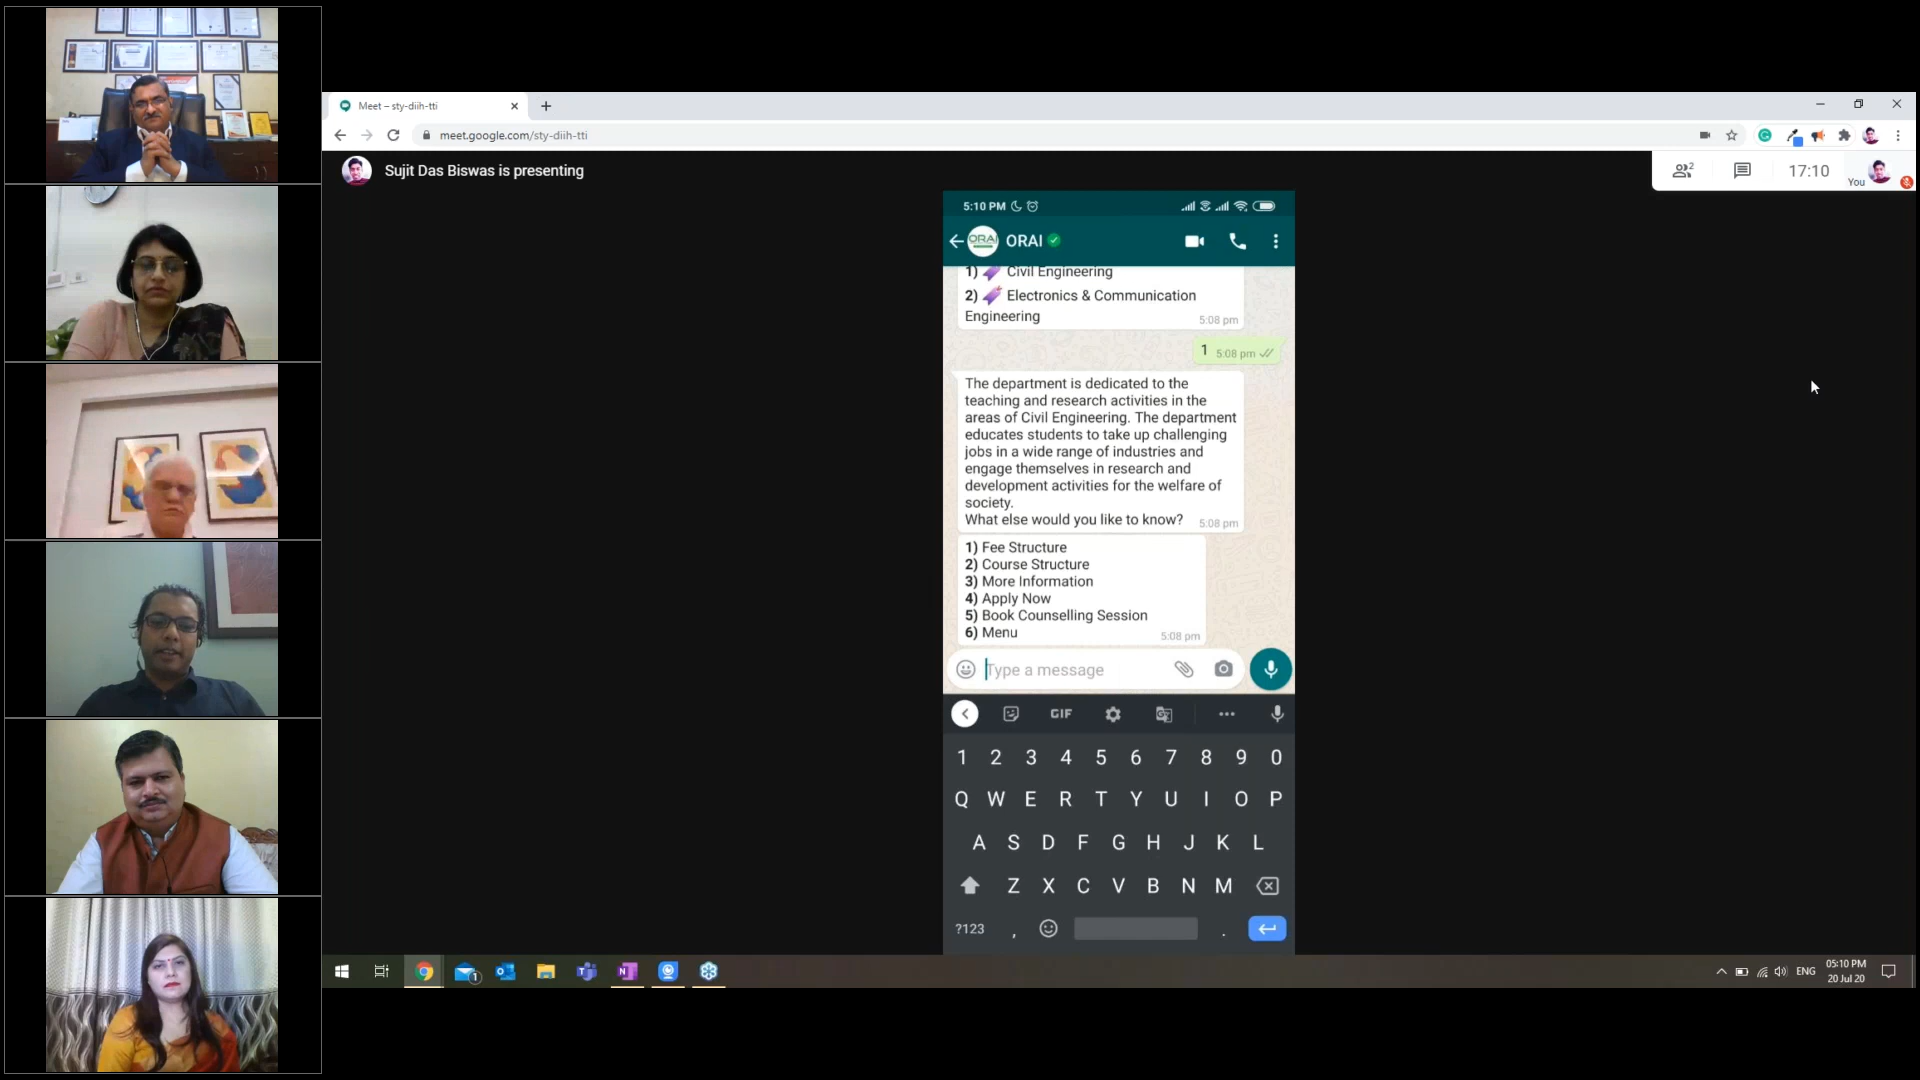 Meet – sty-diih-tti
meet.google.com/sty-diih-tti
Sujit Das Biswas is presenting
2
17:10
You
5:10 PM
ORAI
ORAI
1) Civil Engineering
2) Electronics & Communication
Engineering
5:08 pm
1 5:08 pm
The department is dedicated to the
teaching and research activities in the
areas of Civil Engineering. The department
educates students to take up challenging
jobs in a wide range of industries and
engage themselves in research and
development activities for the welfare of
society.
What else would you like to know? 5:08 pm
1) Fee Structure
2) Course Structure
3) More Information
4) Apply Now
5) Book Counselling Session
6) Menu
5:08 pm
Type a message
GIF
1 2 3 4 5 6 7 8 9 0
Q W E R T Y U I O P
A S D F G H J K L
Z X C V B N M
?123 , .
1
ENG
05:10 PM
20 Jul 20